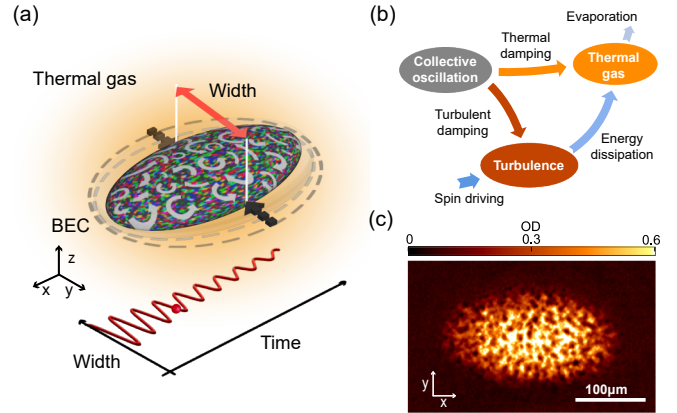 (a)
Thermal gas
Width
BEC
z
x
y
Width
Time
(b)
Evaporation
Thermal
damping
Collective
oscillation
Thermal
gas
Turbulent
damping
Energy
dissipation
Turbulence
Spin driving
(c)
OD
0
0.3
0.6
y
x
100μm